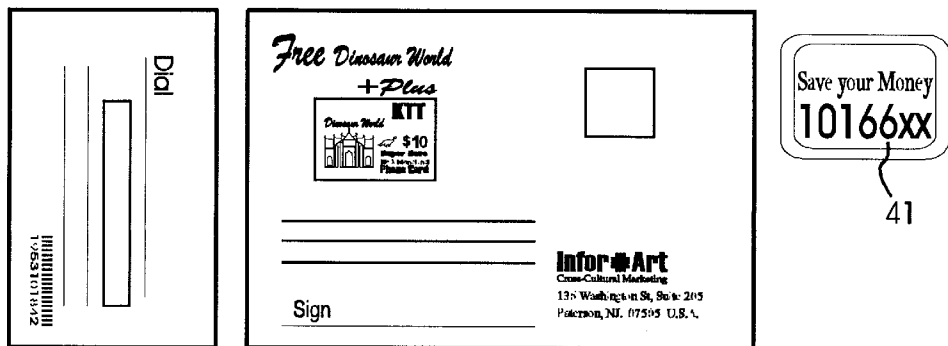 Dial
Free Dinosaur World
+Plus
KTT
Dinosaur World
$10
Phone Card
Sign
Infor Art
Cross-Cultural Marketing
Washington St, Suite 205
Paterson, NJ. 07505 U.S.A.
Save your Money
10166xx
41